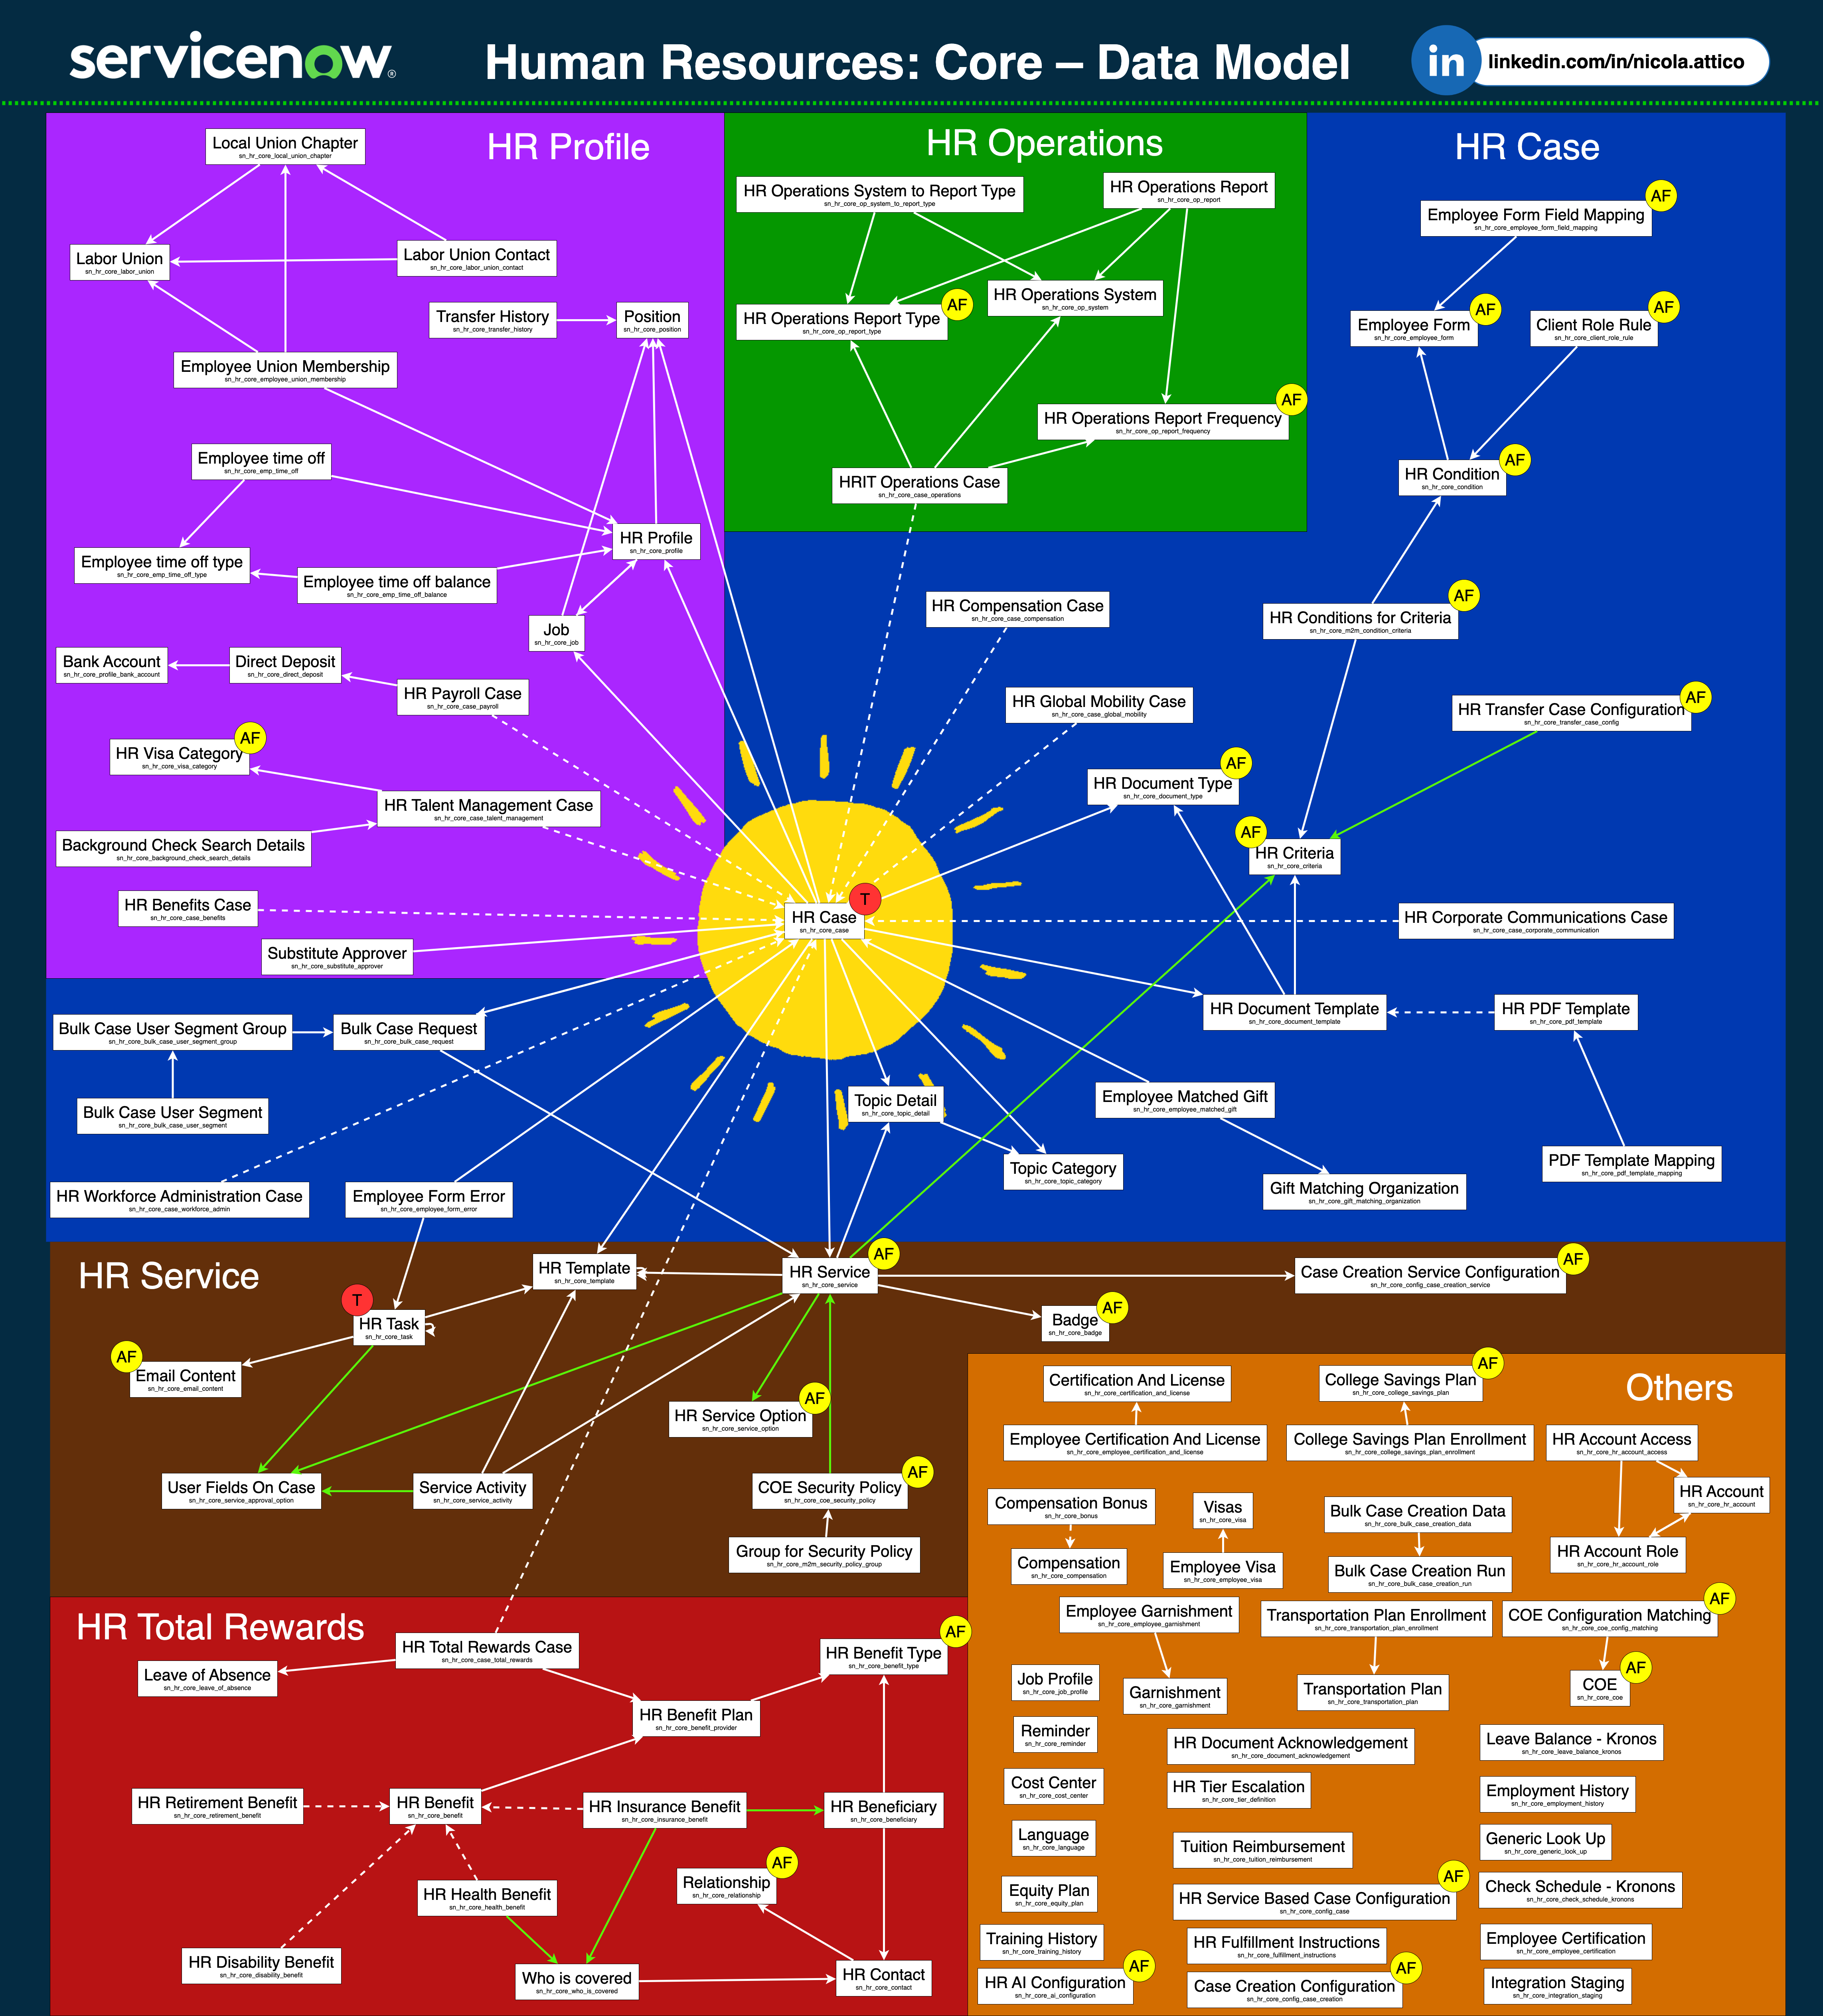 servicenow®
Human Resources: Core – Data Model
in
linkedin.com/in/nicola.attico
HR Profile
Local Union Chapter
sn_hr_core_local_union_chapter
Labor Union
sn_hr_core_labor_union
Labor Union Contact
sn_hr_core_labor_union_contact
Transfer History
sn_hr_core_transfer_history
Position
sn_hr_core_position
Employee Union Membership
sn_hr_core_employee_union_membership
Employee time off
sn_hr_core_emp_time_off
HR Profile
sn_hr_core_profile
Employee time off type
sn_hr_core_emp_time_off_type
Employee time off balance
sn_hr_core_emp_time_off_balance
Job
sn_hr_core_job
Bank Account
sn_hr_core_profile_bank_account
Direct Deposit
sn_hr_core_direct_deposit
HR Payroll Case
sn_hr_core_case_payroll
AF
HR Visa Category
sn_hr_core_visa_category
HR Talent Management Case
sn_hr_core_case_talent_management
Background Check Search Details
sn_hr_core_background_check_search_details
HR Benefits Case
sn_hr_core_case_benefits
Substitute Approver
sn_hr_core_substitute_approver
HR Operations
HR Operations System to Report Type
sn_hr_core_op_system_to_report_type
HR Operations Report
sn_hr_core_op_report
HR Operations System
sn_hr_core_op_system
AF
HR Operations Report Type
sn_hr_core_op_report_type
AF
HR Operations Report Frequency
sn_hr_core_op_report_frequency
HRIT Operations Case
sn_hr_core_case_operations
HR Case
AF
Employee Form Field Mapping
sn_hr_core_employee_form_field_mapping
AF
Employee Form
sn_hr_core_employee_form
AF
Client Role Rule
sn_hr_core_client_role_rule
AF
HR Condition
sn_hr_core_condition
HR Compensation Case
sn_hr_core_case_compensation
AF
HR Conditions for Criteria
sn_hr_core_m2m_condition_criteria
HR Global Mobility Case
sn_hr_core_case_global_mobility
AF
HR Transfer Case Configuration
sn_hr_core_transfer_case_config
AF
HR Document Type
sn_hr_core_document_type
AF
HR Criteria
sn_hr_core_criteria
T
HR Case
sn_hr_core_case
HR Corporate Communications Case
sn_hr_core_case_corporate_communication
HR Document Template
sn_hr_core_document_template
HR PDF Template
sn_hr_core_pdf_template
Bulk Case User Segment Group
sn_hr_core_bulk_case_user_segment_group
Bulk Case Request
sn_hr_core_bulk_case_request
Bulk Case User Segment
sn_hr_core_bulk_case_user_segment
Topic Detail
sn_hr_core_topic_detail
Employee Matched Gift
sn_hr_core_employee_matched_gift
Topic Category
sn_hr_core_topic_category
PDF Template Mapping
sn_hr_core_pdf_template_mapping
HR Workforce Administration Case
sn_hr_core_case_workforce_admin
Employee Form Error
sn_hr_core_employee_form_error
Gift Matching Organization
sn_hr_core_gift_matching_organization
HR Service
HR Template
sn_hr_core_template
AF
HR Service
sn_hr_core_service
AF
Case Creation Service Configuration
sn_hr_core_config_case_creation_service
T
HR Task
sn_hr_core_task
AF
Badge
sn_hr_core_badge
AF
Email Content
sn_hr_core_email_content
AF
HR Service Option
sn_hr_core_service_option
User Fields On Case
sn_hr_core_service_approval_option
Service Activity
sn_hr_core_service_activity
AF
COE Security Policy
sn_hr_core_coe_security_policy
Group for Security Policy
sn_hr_core_m2m_security_policy_group
HR Total Rewards
HR Total Rewards Case
sn_hr_core_case_total_rewards
AF
HR Benefit Type
sn_hr_core_benefit_type
Leave of Absence
sn_hr_core_leave_of_absence
HR Benefit Plan
sn_hr_core_benefit_provider
HR Retirement Benefit
sn_hr_core_retirement_benefit
HR Benefit
sn_hr_core_benefit
HR Insurance Benefit
sn_hr_core_insurance_benefit
HR Beneficiary
sn_hr_core_beneficiary
AF
Relationship
sn_hr_core_relationship
HR Health Benefit
sn_hr_core_health_benefit
HR Disability Benefit
sn_hr_core_disability_benefit
Who is covered
sn_hr_core_who_is_covered
HR Contact
sn_hr_core_contact
Others
Certification And License
sn_hr_core_certification_and_license
AF
College Savings Plan
sn_hr_core_college_savings_plan
Employee Certification And License
sn_hr_core_employee_certification_and_license
College Savings Plan Enrollment
sn_hr_core_college_savings_plan_enrollment
HR Account Access
sn_hr_core_hr_account_access
HR Account
sn_hr_core_hr_account
Compensation Bonus
sn_hr_core_bonus
Visas
sn_hr_core_visa
Bulk Case Creation Data
sn_hr_core_bulk_case_creation_data
HR Account Role
sn_hr_core_hr_account_role
Compensation
sn_hr_core_compensation
Employee Visa
sn_hr_core_employee_visa
Bulk Case Creation Run
sn_hr_core_bulk_case_creation_run
Employee Garnishment
sn_hr_core_employee_garnishment
Transportation Plan Enrollment
sn_hr_core_transportation_plan_enrollment
AF
COE Configuration Matching
sn_hr_core_coe_config_matching
Job Profile
sn_hr_core_job_profile
Garnishment
sn_hr_core_garnishment
Transportation Plan
sn_hr_core_transportation_plan
AF
COE
sn_hr_core_coe
Reminder
sn_hr_core_reminder
HR Document Acknowledgement
sn_hr_core_document_acknowledgement
Leave Balance - Kronos
sn_hr_core_leave_balance_kronos
Cost Center
sn_hr_core_cost_center
HR Tier Escalation
sn_hr_core_tier_definition
Employment History
sn_hr_core_employment_history
Language
sn_hr_core_language
Tuition Reimbursement
sn_hr_core_tuition_reimbursement
Generic Look Up
sn_hr_core_generic_look_up
Equity Plan
sn_hr_core_equity_plan
AF
HR Service Based Case Configuration
sn_hr_core_config_case
Check Schedule - Kronons
sn_hr_core_check_schedule_kronons
Training History
sn_hr_core_training_history
HR Fulfillment Instructions
sn_hr_core_fulfillment_instructions
Employee Certification
sn_hr_core_employee_certification
AF
HR AI Configuration
sn_hr_core_ai_configuration
AF
Case Creation Configuration
sn_hr_core_config_case_creation
Integration Staging
sn_hr_core_integration_staging